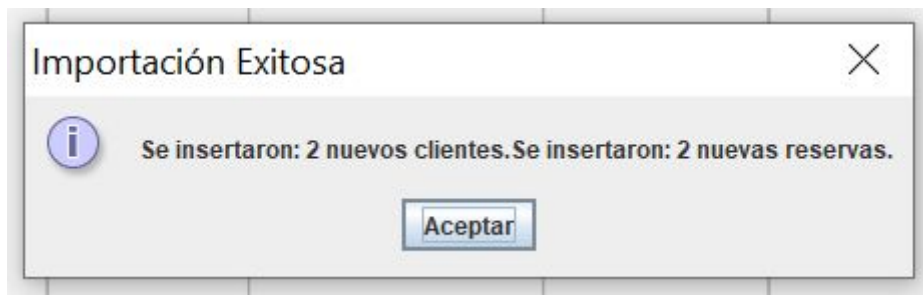 Importación Exitosa
i
Se insertaron: 2 nuevos clientes.Se insertaron: 2 nuevas reservas.
Aceptar